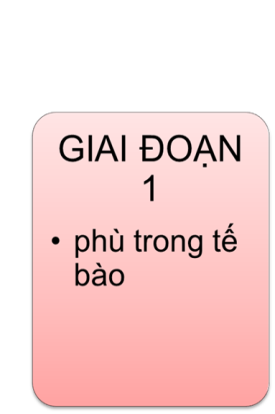 GIAI ĐOẠN
1
• phù trong tế
bào